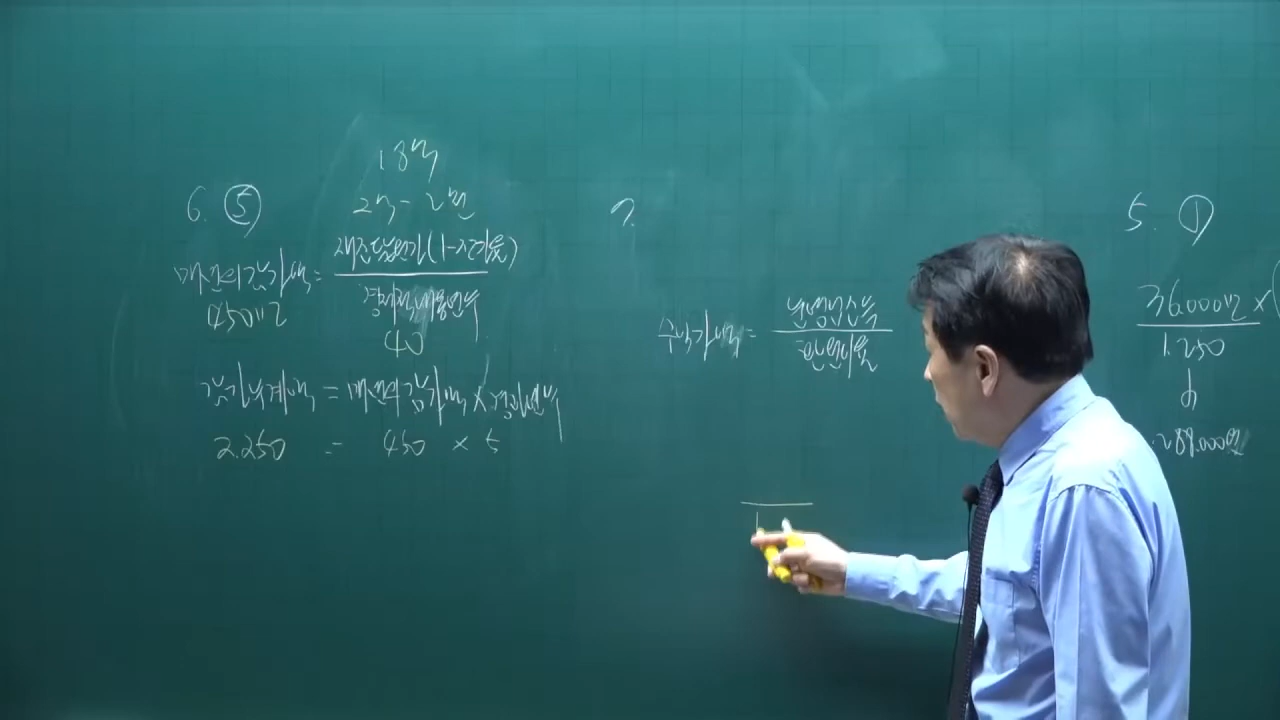 6. ⑤
1.8억
2억 - 2천
매년의 감가액 = 재조달원가(1-잔가율)
450만
경제적 내용연수
40
감가누계액 = 매년의 감가액 × 경과연수
2.250 = 450 × 5
7.
수익가액 = 순영업소득
환원이율
5. ①
36.000만 × (
1.250
288.000원